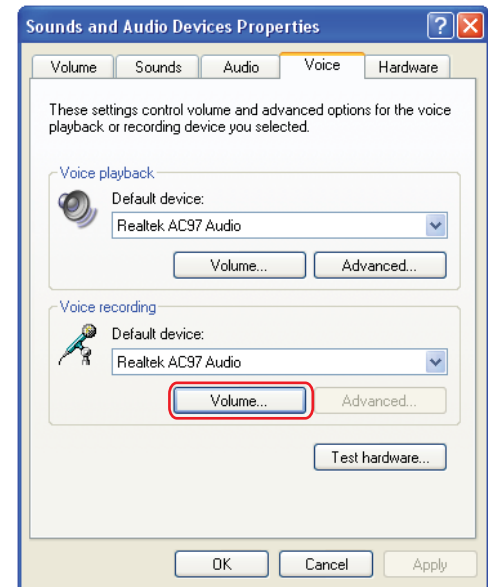 Sounds and Audio Devices Properties
Volume Sounds Audio Voice Hardware
These settings control volume and advanced options for the voice
playback or recording device you selected.
Voice playback
Default device:
Realtek AC97 Audio
Volume... Advanced...
Voice recording
Default device:
Realtek AC97 Audio
Volume... Advanced...
Test hardware...
OK Cancel Apply